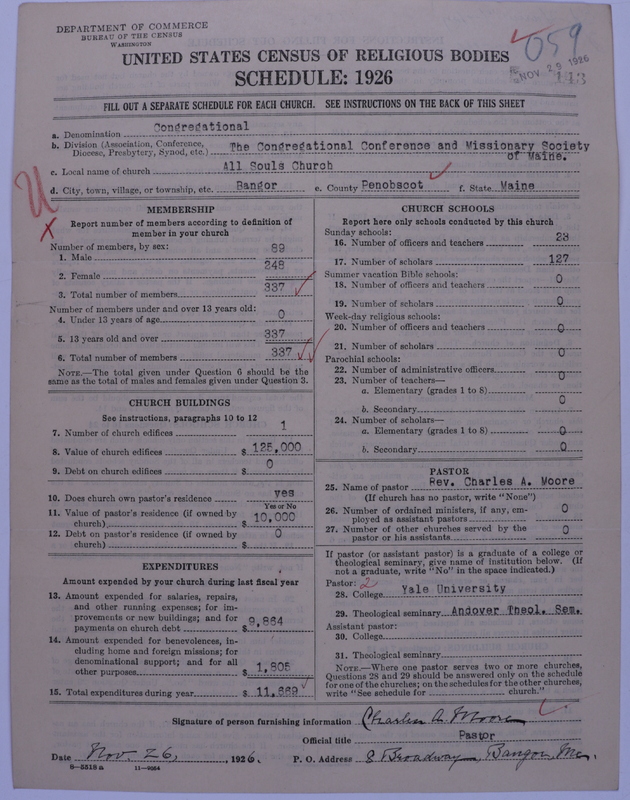 DEPARTMENT OF COMMERCE
BUREAU OF THE CENSUS
WASHINGTON
059
NOV 29 1926
UNITED STATES CENSUS OF RELIGIOUS BODIES
SCHEDULE: 1926
FILL OUT A SEPARATE SCHEDULE FOR EACH CHURCH. SEE INSTRUCTIONS ON THE BACK OF THIS SHEET
a. Denomination Congregational
b. Division (Association, Conference, Diocese, Presbytery, Synod, etc.) The Congregational Conference and Missionary Society of Maine.
c. Local name of church All Souls Church
d. City, town, village, or township, etc. Bangor e. County Penobscot f. State Maine
MEMBERSHIP
Report number of members according to definition of
member in your church
Number of members, by sex:
1. Male 89
2. Female 248
3. Total number of members 337
Number of members under and over 13 years old:
4. Under 13 years of age 0
5. 13 years old and over 337
6. Total number of members 337
NOTE.—The total given under Question 6 should be the
same as the total of males and females given under Question 3.
CHURCH BUILDINGS
See instructions, paragraphs 10 to 12
7. Number of church edifices 1
8. Value of church edifices $ 125,000
9. Debt on church edifices $ 0
10. Does church own pastor's residence yes
Yes or No
11. Value of pastor's residence (if owned by
church) $ 10,000
12. Debt on pastor's residence (if owned by
church) $ 0
EXPENDITURES
Amount expended by your church during last fiscal year
13. Amount expended for salaries, repairs,
and other running expenses; for im-
provements or new buildings; and for
payments on church debt $ 9,864
14. Amount expended for benevolences, in-
cluding home and foreign missions; for
denominational support; and for all
other purposes $ 1,805
15. Total expenditures during year $ 11,669
CHURCH SCHOOLS
Report here only schools conducted by this church
Sunday schools:
16. Number of officers and teachers 23
17. Number of scholars 127
Summer vacation Bible schools:
18. Number of officers and teachers 0
19. Number of scholars 0
Week-day religious schools:
20. Number of officers and teachers 0
21. Number of scholars 0
Parochial schools:
22. Number of administrative officers 0
23. Number of teachers—
a. Elementary (grades 1 to 8) 0
b. Secondary
24. Number of scholars—
a. Elementary (grades 1 to 8) 0
b. Secondary 0
PASTOR
25. Name of pastor Rev. Charles A. Moore
(If church has no pastor, write "None")
26. Number of ordained ministers, if any, em-
ployed as assistant pastors 0
27. Number of other churches served by the
pastor or his assistants 0
If pastor (or assistant pastor) is a graduate of a college or
theological seminary, give name of institution below. (If
not a graduate, write "No" in the space indicated.)
Pastor: 2
28. College Yale University
29. Theological seminary Andover Theol. Sem.
Assistant pastor:
30. College
31. Theological seminary
NOTE.—Where one pastor serves two or more churches,
Questions 28 and 29 should be answered only on the schedule
for one of the churches; on the schedules for the other churches,
write "See schedule for church."
Signature of person furnishing information Charles A. Moore
Official title Pastor
Date Nov. 26, 1926. P. O. Address 8 Broadway, Bangor, Me.
8—5518 a 11—9064